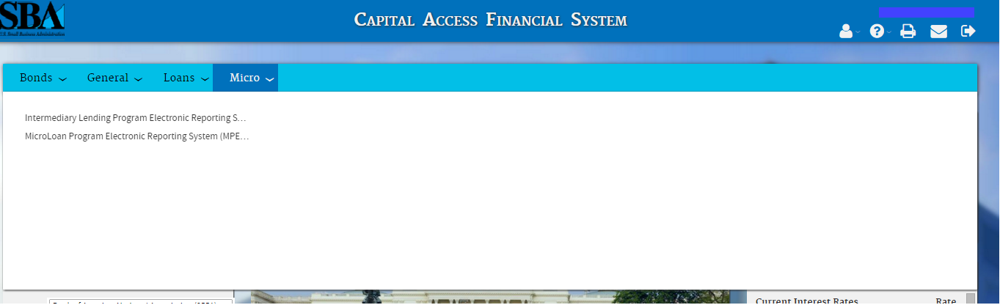 SBA
U.S. Small Business Administration
Capital Access Financial System
Bonds General Loans Micro
Intermediary Lending Program Electronic Reporting S...
MicroLoan Program Electronic Reporting System (MPE...
Current Interest Rates Rate